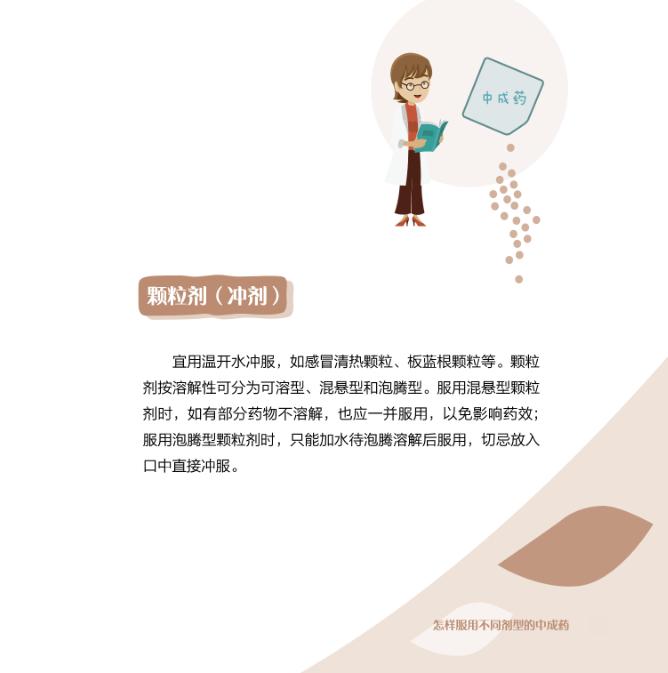 中成药
颗粒剂（冲剂）
宜用温开水冲服，如感冒清热颗粒、板蓝根颗粒等。颗粒
剂按溶解性可分为可溶型、混悬型和泡腾型。服用混悬型颗粒
剂时，如有部分药物不溶解，也应一并服用，以免影响药效；
服用泡腾型颗粒剂时，只能加水待泡腾溶解后服用，切忌放入
口中直接冲服。
怎样服用不同剂型的中成药